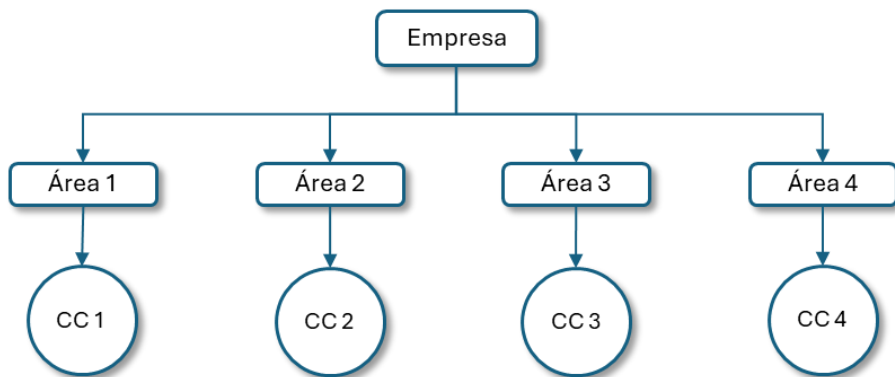 Empresa
Área 1
Área 2
Área 3
Área 4
CC 1
CC 2
CC 3
CC 4